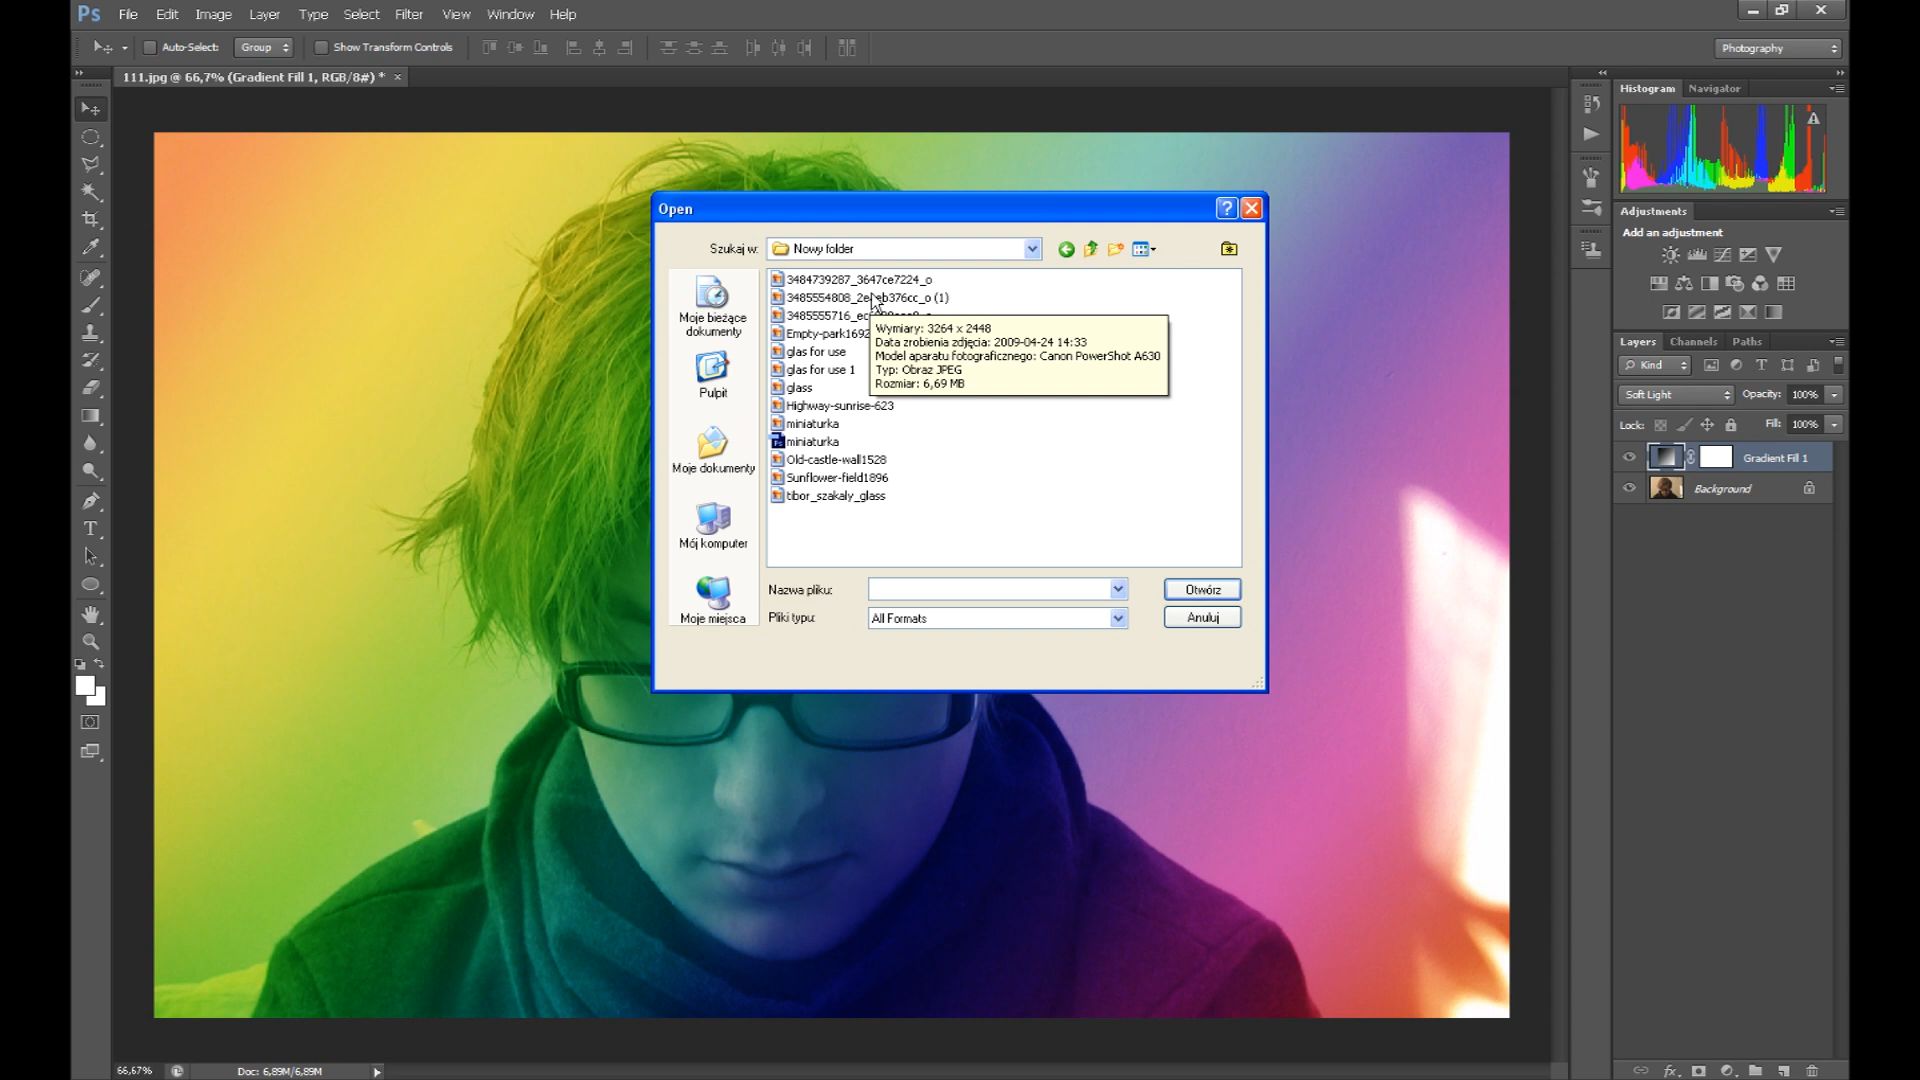 Ps File Edit Image Layer Type Select Filter View Window Help
Auto-Select: Group Show Transform Controls Photography
111.jpg @ 66,7% (Gradient Fill 1, RGB/8#) * ×
Histogram Navigator
Adjustments
Add an adjustment
Layers Channels Paths
Kind
Soft Light Opacity: 100%
Lock: Fill: 100%
Gradient Fill 1
Background
Open
Szukaj w: Nowy folder
Moje bieżące
dokumenty
Pulpit
Moje dokumenty
Mój komputer
Moje miejsca
3484739287_3647ce7224_o
(1)
Empty-park1692
glas for use
glas for use 1
glass
Highway-sunrise-623
miniaturka
miniaturka
Old-castle-wall1528
Sunflower-field1896
tibor_szakaly_glass
Wymiary: 3264 x 2448
Data zrobienia zdjęcia: 2009-04-24 14:33
Model aparatu fotograficznego: Canon PowerShot A630
Typ: Obraz JPEG
Rozmiar: 6,69 MB
Nazwa pliku: Otwórz
Pliki typu: All Formats Anuluj
66,67% Doc: 6,89M/6,89M